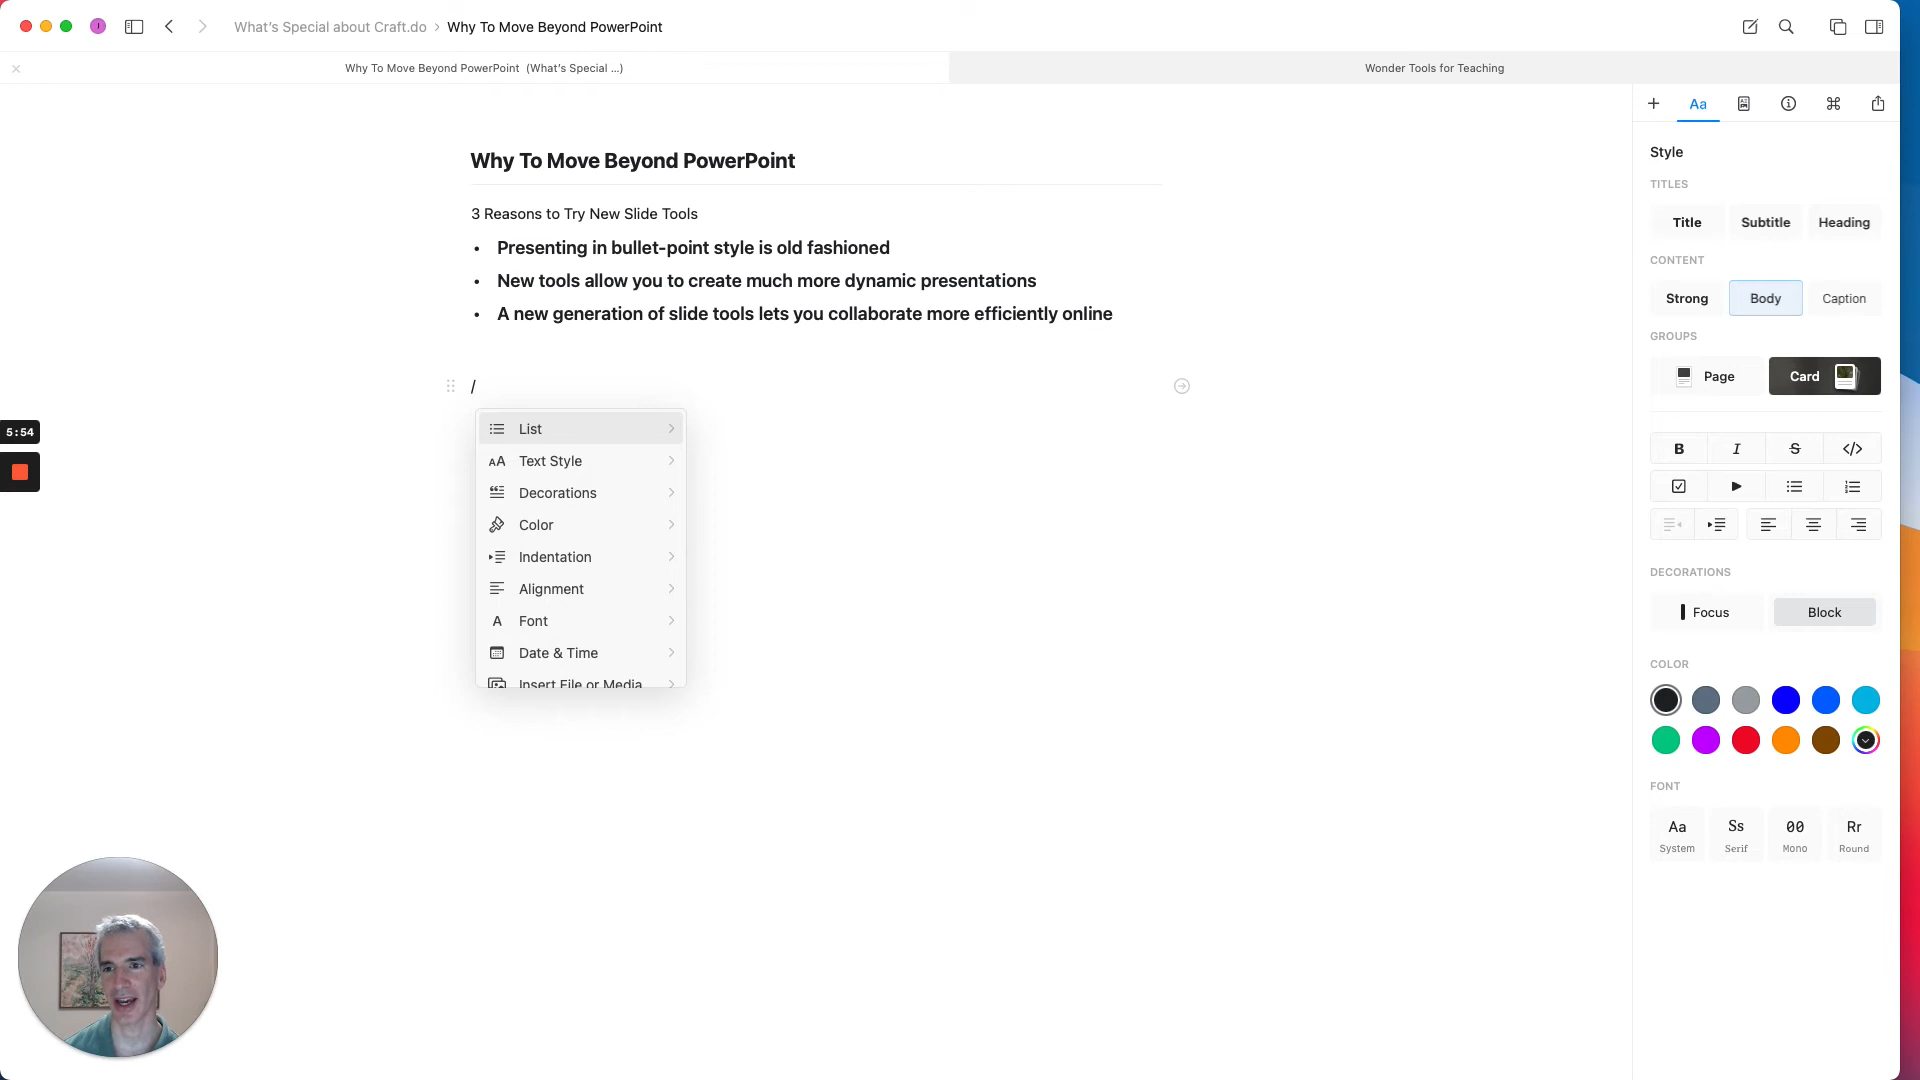 What's Special about Craft.do › Why To Move Beyond PowerPoint
Why To Move Beyond PowerPoint (What's Special ...)
Wonder Tools for Teaching
Aa
Why To Move Beyond PowerPoint
3 Reasons to Try New Slide Tools
• Presenting in bullet-point style is old fashioned
• New tools allow you to create much more dynamic presentations
• A new generation of slide tools lets you collaborate more efficiently online
/
List
Text Style
Decorations
Color
Indentation
Alignment
Font
Date & Time
Insert File or Media
5:54
Style
TITLES
Title Subtitle Heading
CONTENT
Strong Body Caption
GROUPS
Page Card
B I S </>
DECORATIONS
Focus Block
COLOR
FONT
Aa Ss 00 Rr
System Serif Mono Round